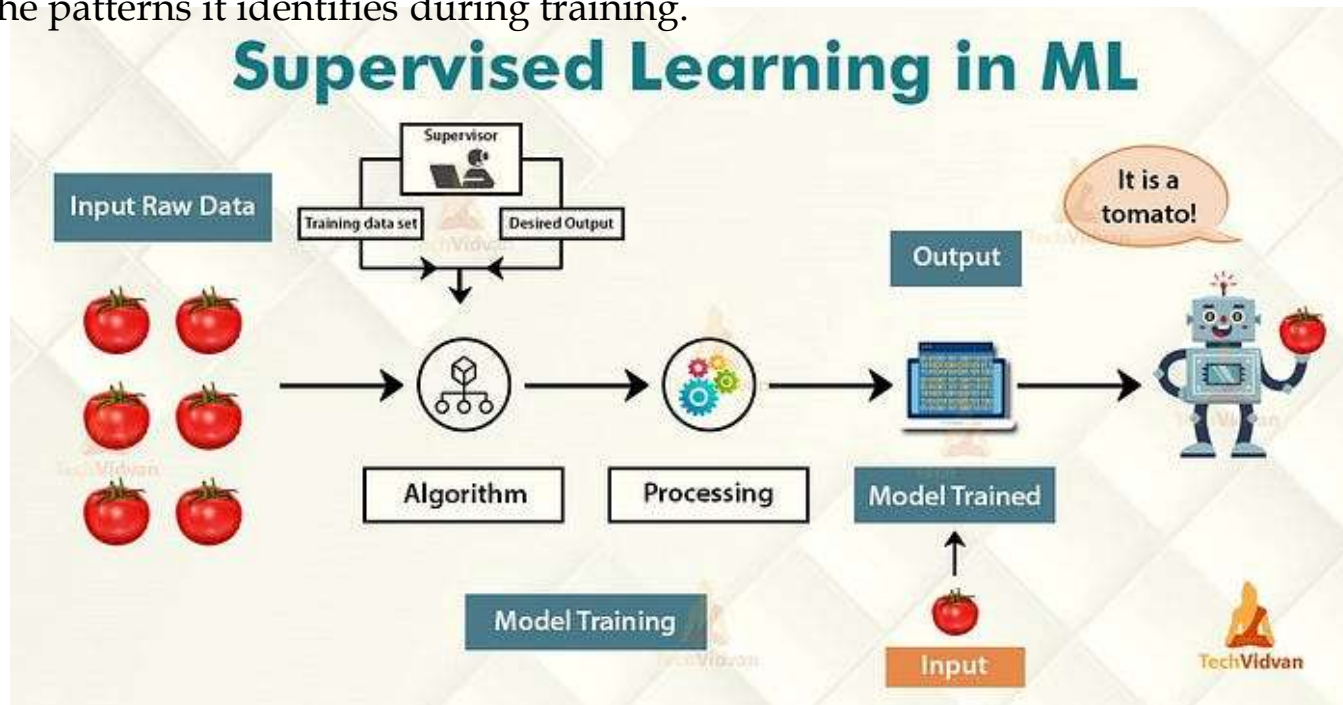 he patterns it identifies during training.
Supervised Learning in ML
Supervisor
Input Raw Data
Training data set
Desired Output
It is a
tomato!
Output
Algorithm
Processing
Model Trained
Model Training
Input
TechVidvan